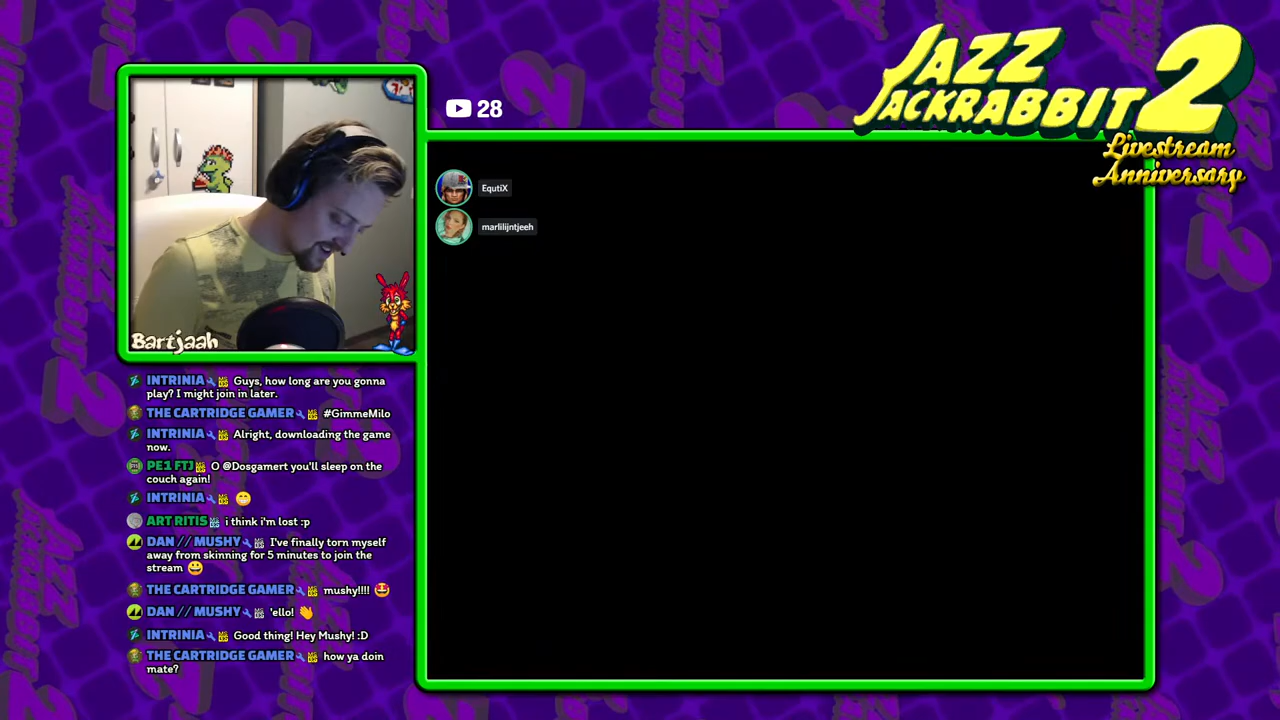 JAZZ
JACKRABBIT 2
Livestream
Anniversary
28
EqutiX
marlilijntjeeh
Bartjaah
INTRINIA Guys, how long are you gonna
play? I might join in later.
THE CARTRIDGE GAMER #GimmeMilo
INTRINIA Alright, downloading the game
now.
PE1 FTJ O @Dosgamert you'll sleep on the
couch again!
INTRINIA 😁
ART RITIS i think i'm lost :p
DAN // MUSHY I've finally torn myself
away from skinning for 5 minutes to join the
stream 😀
THE CARTRIDGE GAMER mushy!!!! 🤩
DAN // MUSHY 'ello! 👋
INTRINIA Good thing! Hey Mushy! :D
THE CARTRIDGE GAMER how ya doin
mate?